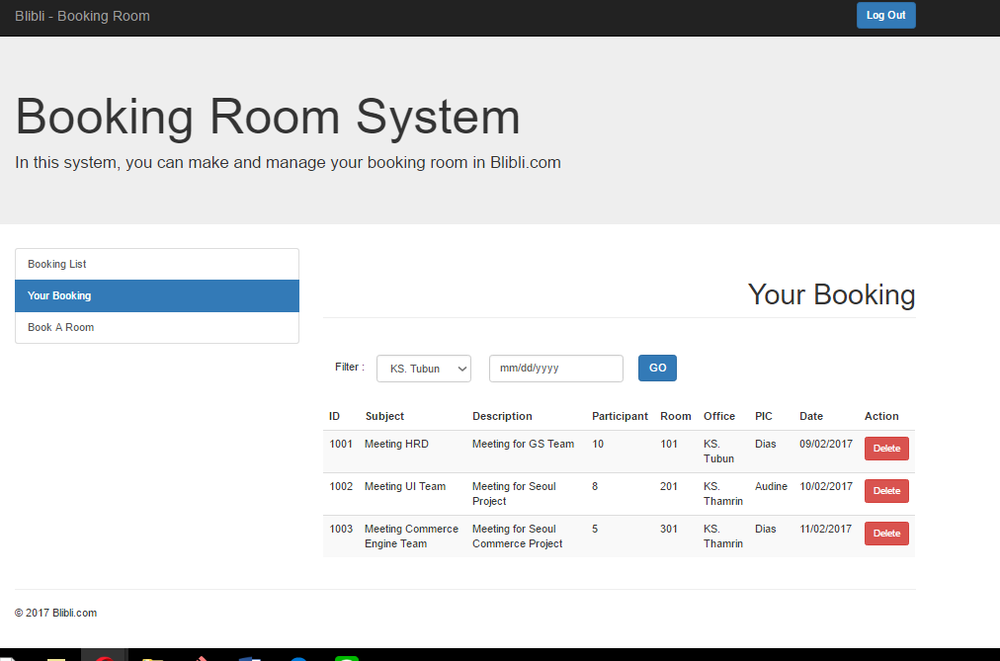 Blibli - Booking Room
Log Out
Booking Room System
In this system, you can make and manage your booking room in Blibli.com
Booking List
Your Booking
Book A Room
Your Booking
Filter :
KS. Tubun
mm/dd/yyyy
GO
ID Subject Description Participant Room Office PIC Date Action
1001 Meeting HRD Meeting for GS Team 10 101 KS. Dias 09/02/2017 Delete
Tubun
1002 Meeting UI Team Meeting for Seoul 8 201 KS. Audine 10/02/2017 Delete
Project Thamrin
1003 Meeting Commerce Meeting for Seoul 5 301 KS. Dias 11/02/2017 Delete
Engine Team Commerce Project Thamrin
© 2017 Blibli.com